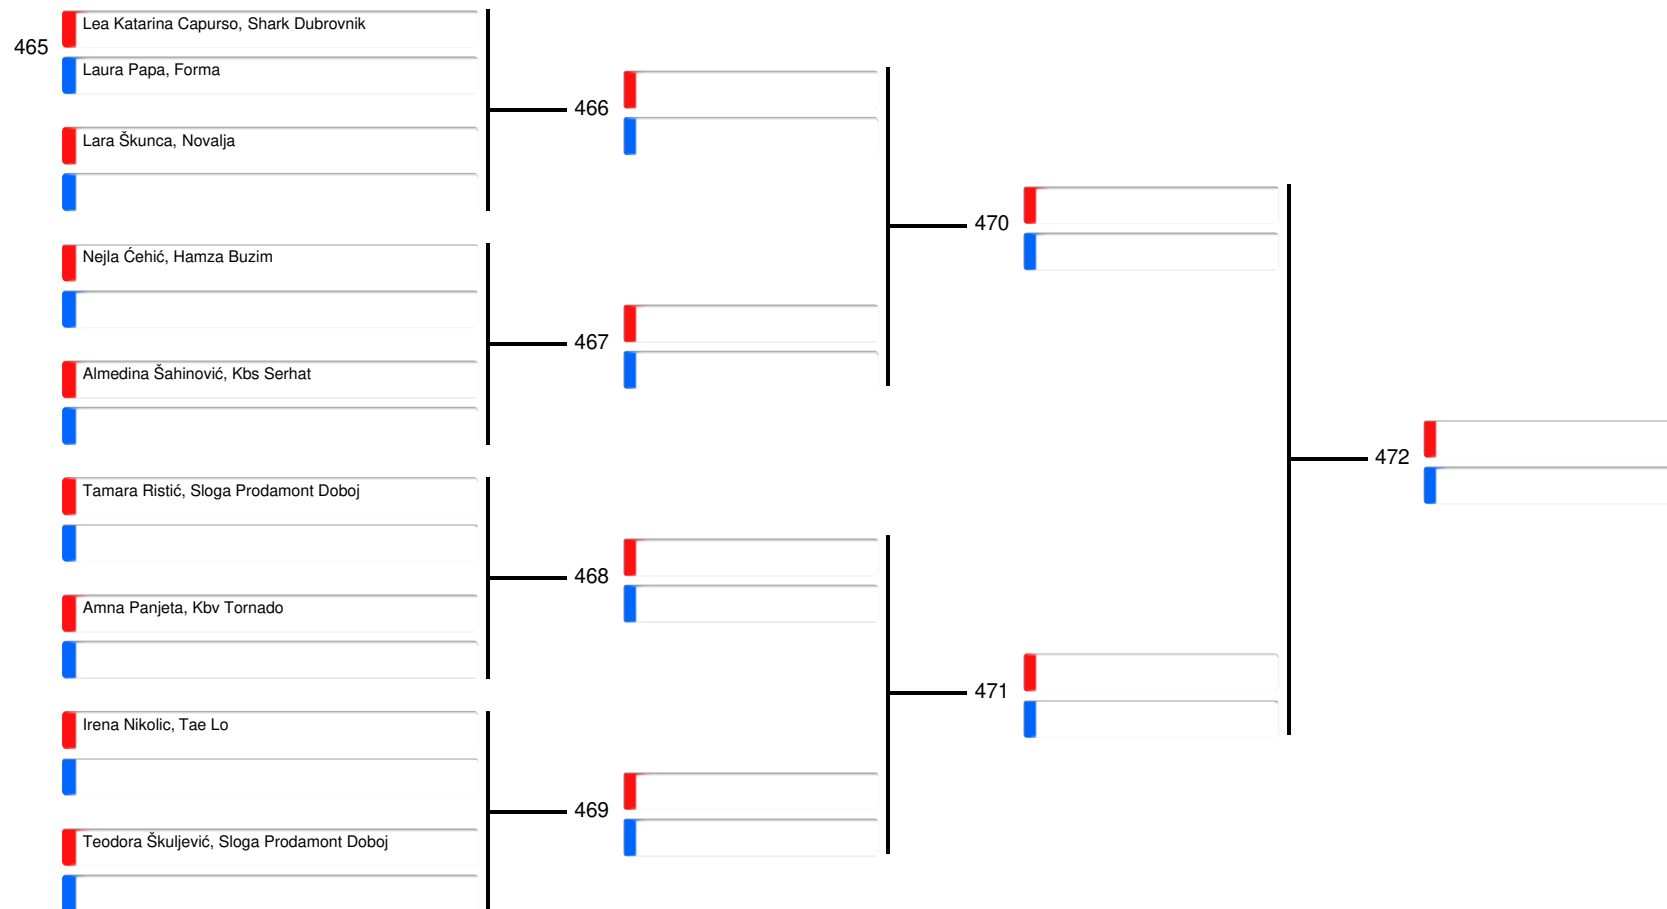 Lea Katarina Capurso, Shark Dubrovnik
465
Laura Papa, Forma
466
Lara Škunca, Novalja
470
Nejla Ćehić, Hamza Buzim
467
Almedina Šahinović, Kbs Serhat
472
Tamara Ristić, Sloga Prodamont Doboj
468
Amna Panjeta, Kbv Tornado
471
Irena Nikolic, Tae Lo
469
Teodora Škuljević, Sloga Prodamont Doboj